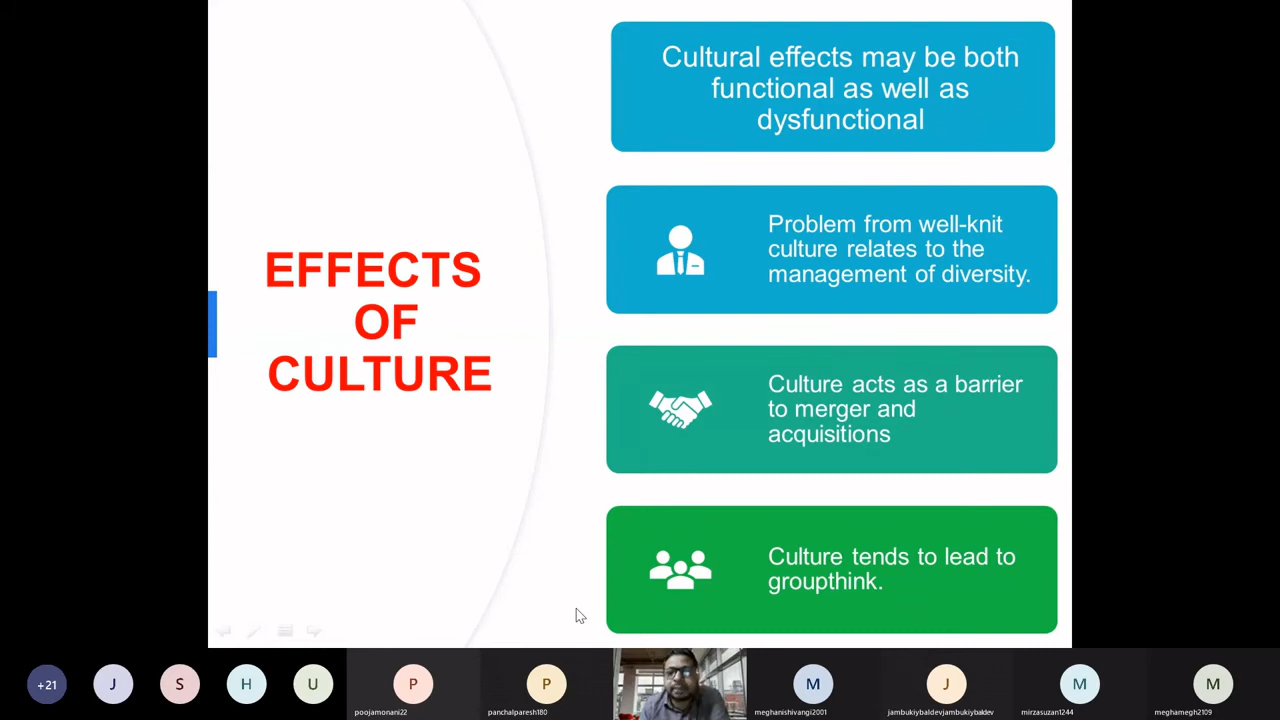 Cultural effects may be both
functional as well as
dysfunctional
EFFECTS
OF
CULTURE
Problem from well-knit
culture relates to the
management of diversity.
Culture acts as a barrier
to merger and
acquisitions
Culture tends to lead to
groupthink.
+21
J
S
H
U
P
poojamonani22
P
panchalparesh180
M
meghanishivangi2001
J
jambukiybaldevjambukiybaldev
M
mirzasuzan1244
M
meghamegh2109